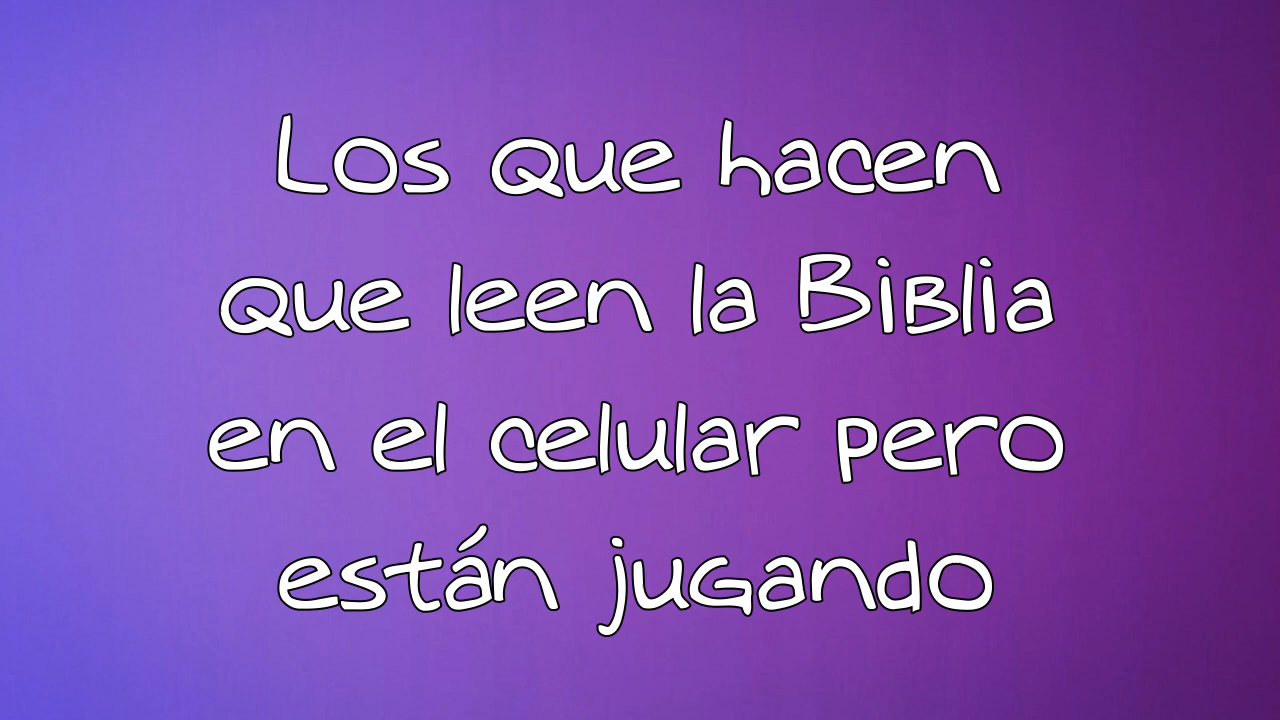 Los que hacen
que leen la Biblia
en el celular pero
están jugando